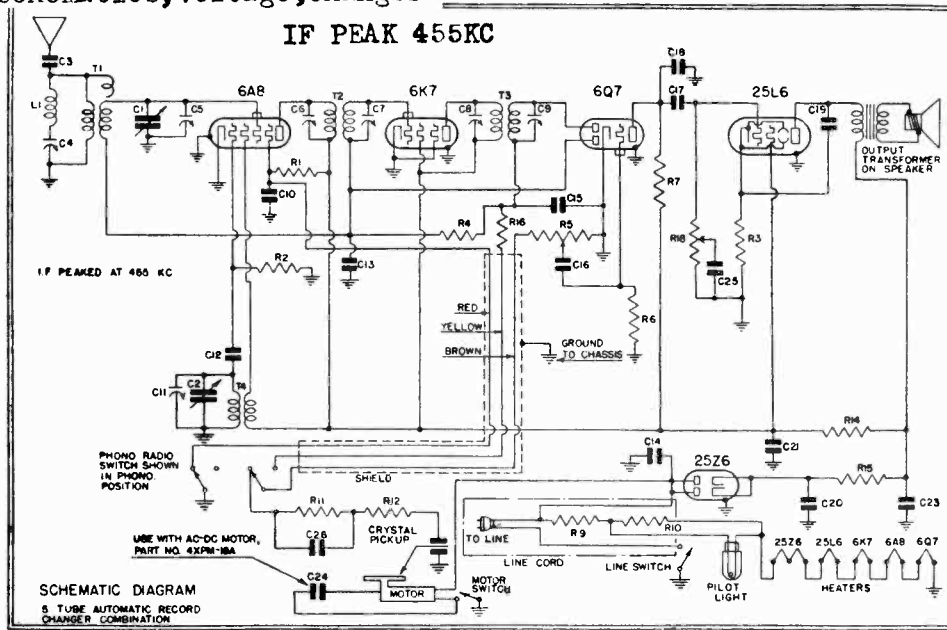 IF PEAK 455KC
C3
T1
L1
C4
C1
C5
6A8
C6
T2
C7
6K7
C8
T3
C9
6Q7
C18
C17
25L6
C19
OUTPUT
TRANSFORMER
ON SPEAKER
R1
C10
R7
R4
R16
C15
R5
R18
R3
C25
I.F PEAKED AT 455 KC
R2
C13
C16
RED
YELLOW
BROWN
GROUND
TO CHASSIS
R6
C12
C11
C2
T4
R14
PHONO RADIO
SWITCH SHOWN
IN PHONO
POSITION
SHIELD
C14
25Z6
C21
R15
C20
C23
R11
R12
C26
CRYSTAL
PICKUP
TO LINE
R9
R10
LINE CORD
LINE SWITCH
PILOT
LIGHT
25Z6 25L6 6K7 6A8 6Q7
HEATERS
USE WITH AC-DC MOTOR,
PART NO. 4XPM-18A
C24
MOTOR
MOTOR
SWITCH
SCHEMATIC DIAGRAM
5 TUBE AUTOMATIC RECORD
CHANGER COMBINATION